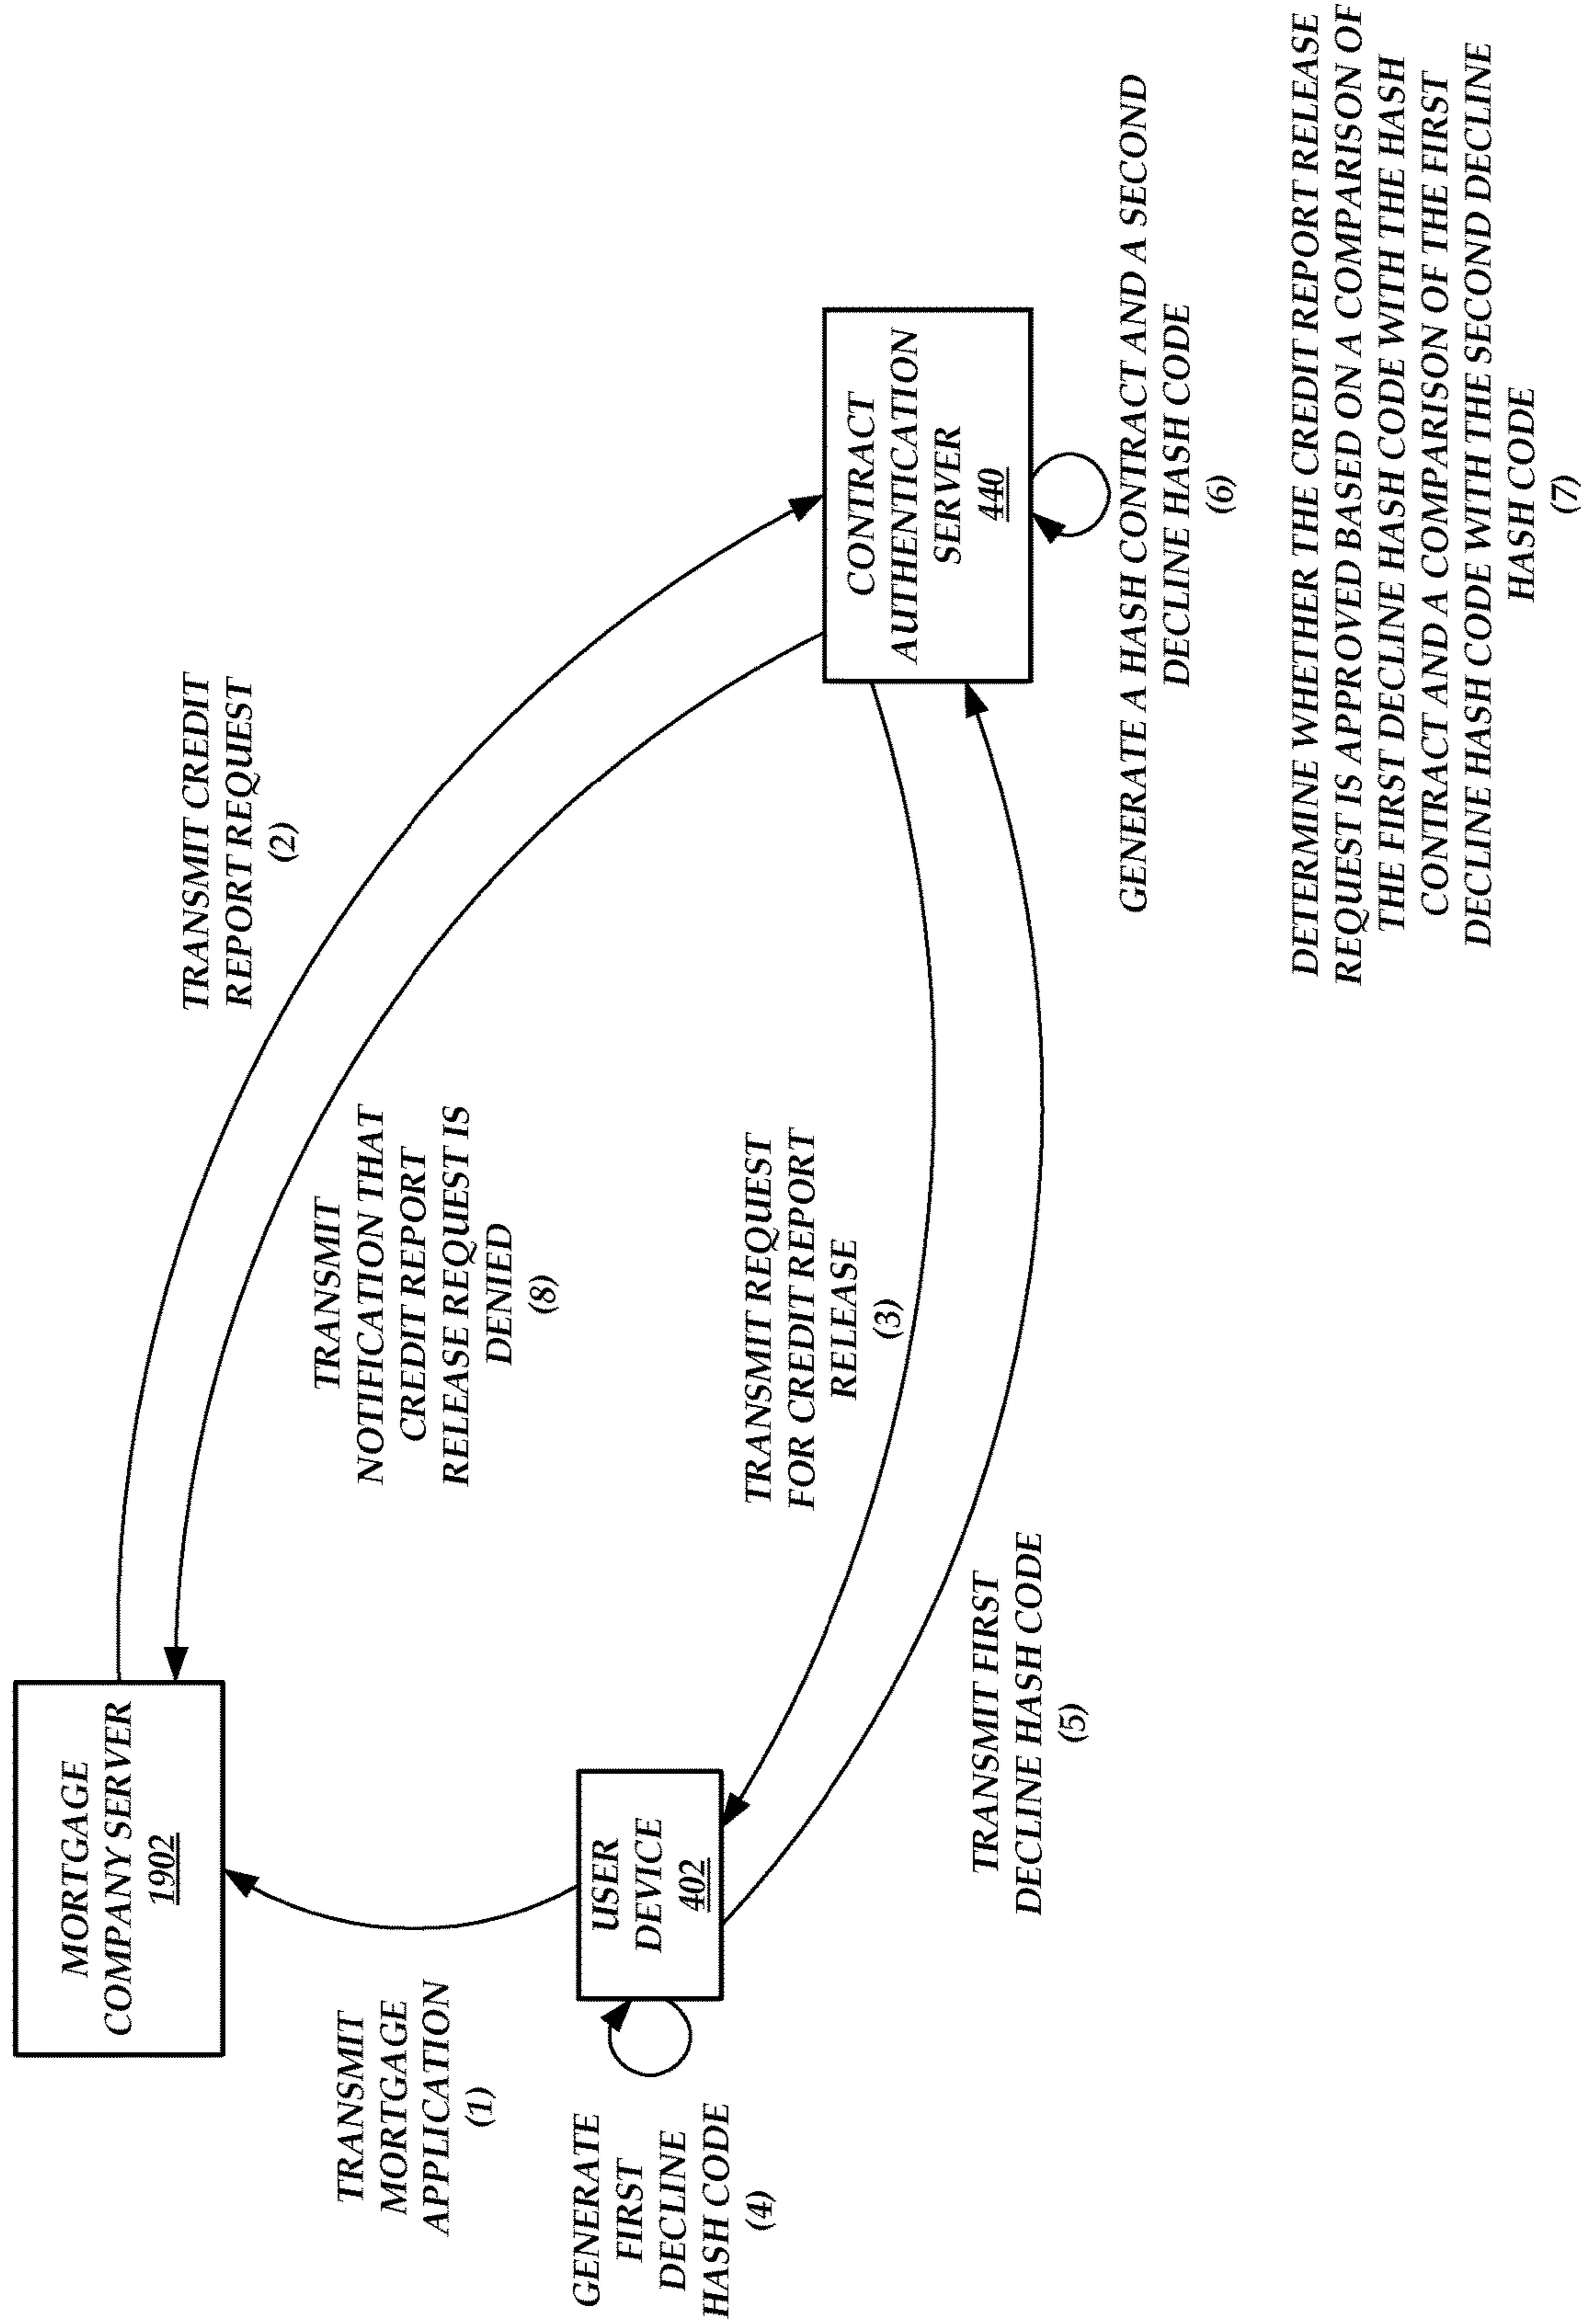 MORTGAGE
COMPANY SERVER
1902
TRANSMIT CREDIT
REPORT REQUEST
(2)
TRANSMIT
NOTIFICATION THAT
CREDIT REPORT
RELEASE REQUEST IS
DENIED
(8)
TRANSMIT
MORTGAGE
APPLICATION
(1)
USER
DEVICE
402
GENERATE
FIRST
DECLINE
HASH CODE
(4)
TRANSMIT REQUEST
FOR CREDIT REPORT
RELEASE
(3)
TRANSMIT FIRST
DECLINE HASH CODE
(5)
CONTRACT
AUTHENTICATION
SERVER
440
GENERATE A HASH CONTRACT AND A SECOND
DECLINE HASH CODE
(6)
DETERMINE WHETHER THE CREDIT REPORT RELEASE
REQUEST IS APPROVED BASED ON A COMPARISON OF
THE FIRST DECLINE HASH CODE WITH THE HASH
CONTRACT AND A COMPARISON OF THE FIRST
DECLINE HASH CODE WITH THE SECOND DECLINE
HASH CODE
(7)